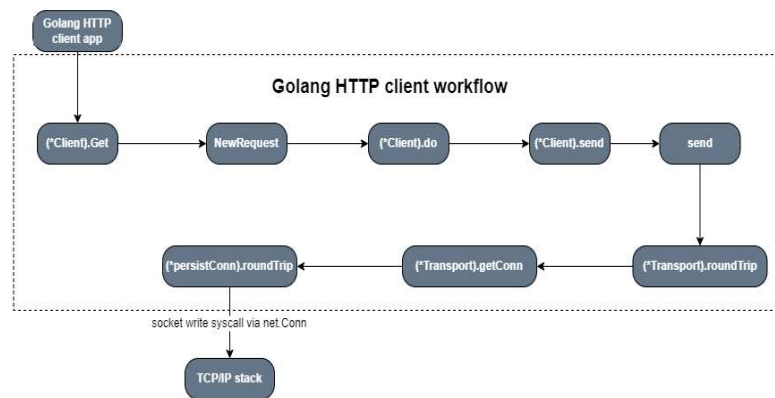 Golang HTTP
client app
Golang HTTP client workflow
(*Client).Get
NewRequest
(*Client).do
(*Client).send
send
(*persistConn).roundTrip
(*Transport).getConn
(*Transport).roundTrip
socket write syscall via net.Conn
TCP/IP stack